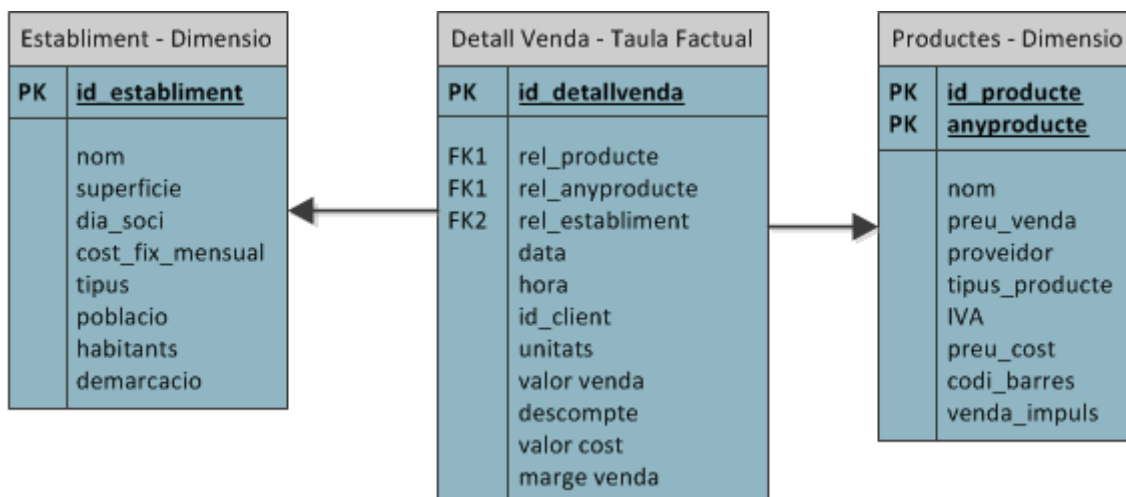 Establiment - Dimensio
PK id_establiment
nom
superficie
dia_soci
cost_fix_mensual
tipus
poblacio
habitants
demarcacio
Detall Venda - Taula Factual
PK id_detallvenda
FK1 rel_producte
FK1 rel_anyproducte
FK2 rel_establiment
data
hora
id_client
unitats
valor venda
descompte
valor cost
marge venda
Productes - Dimensio
PK id_producte
PK anyproducte
nom
preu_venda
proveidor
tipus_producte
IVA
preu_cost
codi_barres
venda_impuls